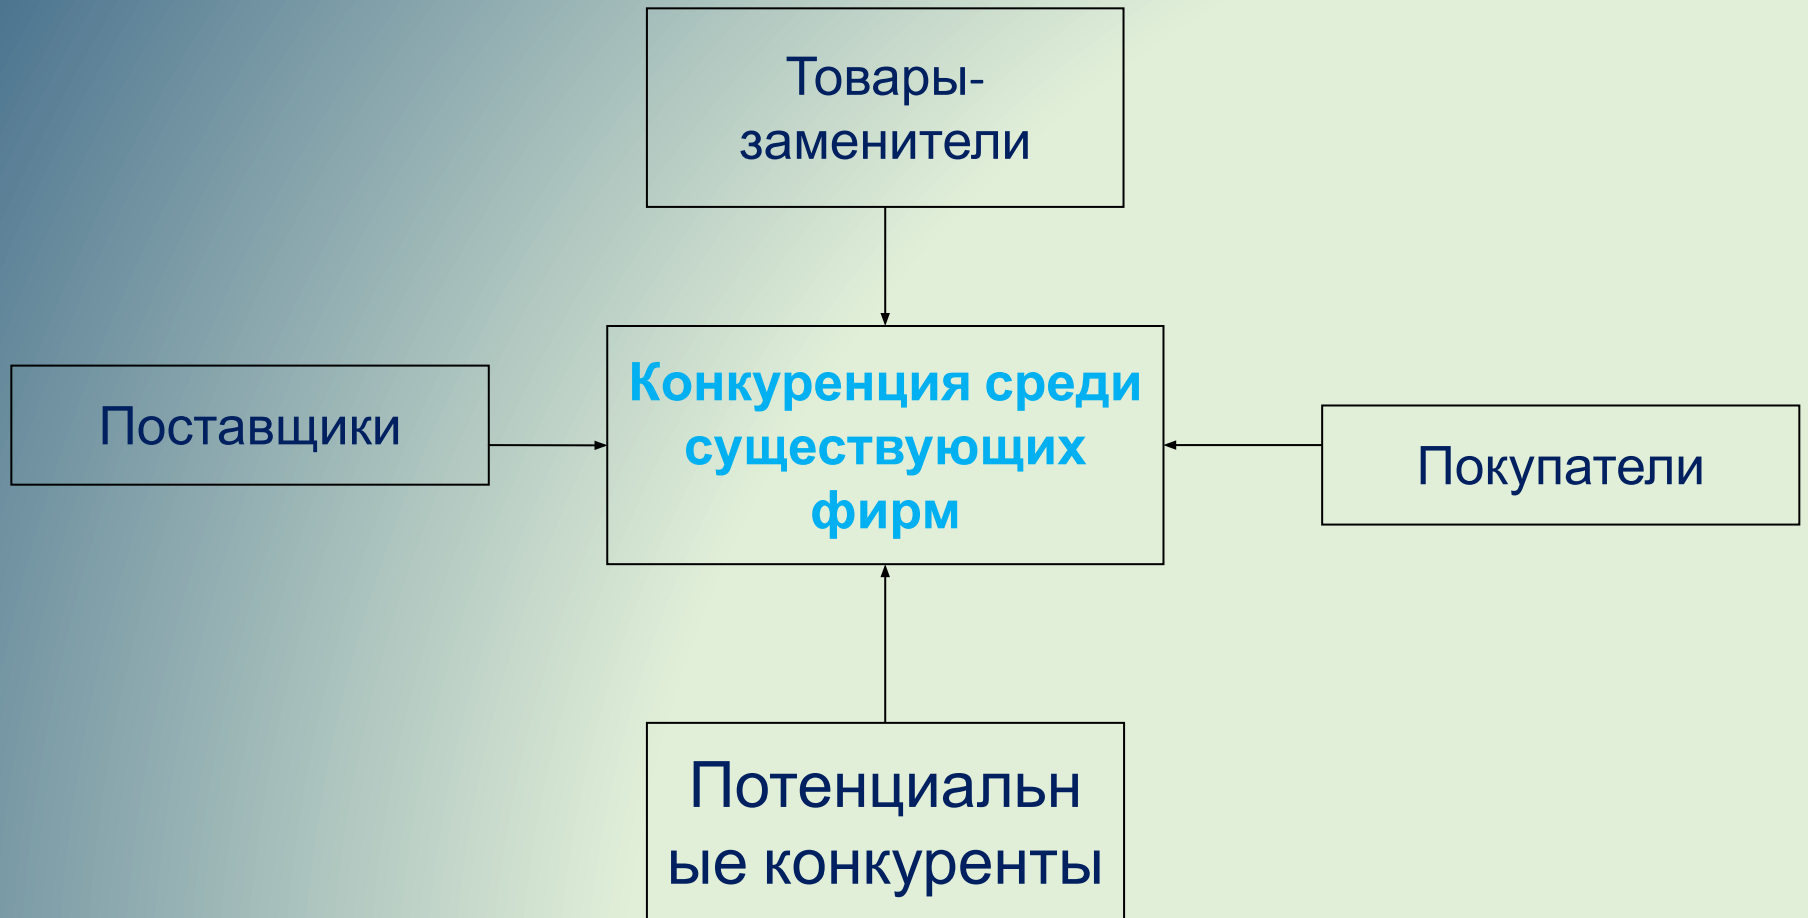 Товары-
заменители
Конкуренция среди
существующих
фирм
Поставщики
Покупатели
Потенциальн
ые конкуренты